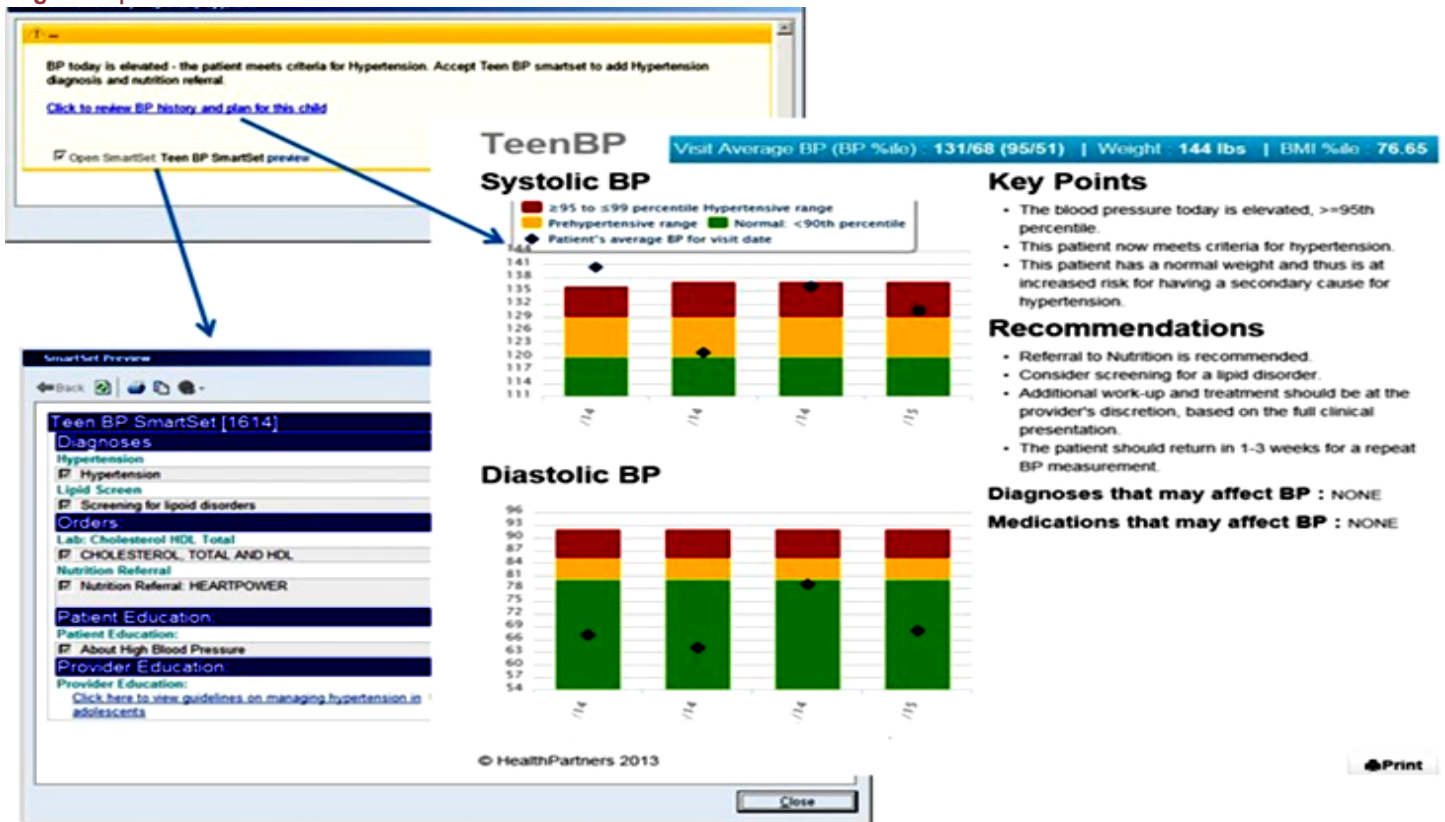 BP today is elevated - the patient meets criteria for Hypertension. Accept Teen BP smartset to add Hypertension
diagnosis and nutrition referral.
Click to review BP history and plan for this child
Open SmartSet: Teen BP SmartSet preview
TeenBP
Visit Average BP (BP %ile) : 131/68 (95/51) | Weight : 144 lbs | BMI %ile : 76.65
Systolic BP
≥95 to ≤99 percentile Hypertensive range
Prehypertensive range
Normal: <90th percentile
Patient's average BP for visit date
144
141
138
135
132
129
126
123
120
117
114
111
/14
/14
/14
/15
Diastolic BP
96
93
90
87
84
81
78
75
72
69
66
63
60
57
54
/14
/14
/14
/15
© HealthPartners 2013
Key Points
• The blood pressure today is elevated, >=95th
percentile.
• This patient now meets criteria for hypertension.
• This patient has a normal weight and thus is at
increased risk for having a secondary cause for
hypertension.
Recommendations
• Referral to Nutrition is recommended.
• Consider screening for a lipid disorder.
• Additional work-up and treatment should be at the
provider's discretion, based on the full clinical
presentation.
• The patient should return in 1-3 weeks for a repeat
BP measurement.
Diagnoses that may affect BP : NONE
Medications that may affect BP : NONE
Print
SmartSet Preview
Back
Teen BP SmartSet [1614]
Diagnoses
Hypertension
Hypertension
Lipid Screen
Screening for lipoid disorders
Orders
Lab: Cholesterol HDL Total
CHOLESTEROL, TOTAL AND HDL
Nutrition Referral
Nutrition Referral: HEARTPOWER
Patient Education:
Patient Education:
About High Blood Pressure
Provider Education:
Provider Education:
Click here to view guidelines on managing hypertension in
adolescents
Close